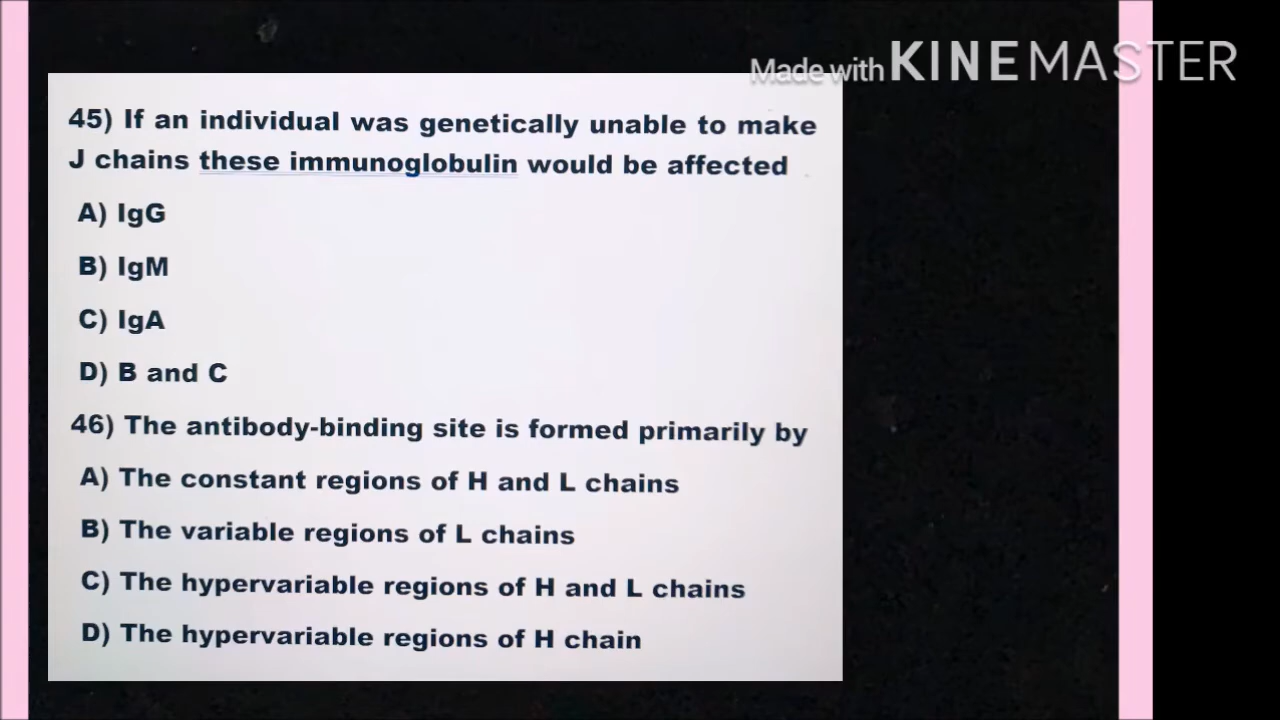 Made with KINEMASTER
45) If an individual was genetically unable to make
J chains these immunoglobulin would be affected
A) IgG
B) IgM
C) IgA
D) B and C
46) The antibody-binding site is formed primarily by
A) The constant regions of H and L chains
B) The variable regions of L chains
C) The hypervariable regions of H and L chains
D) The hypervariable regions of H chain